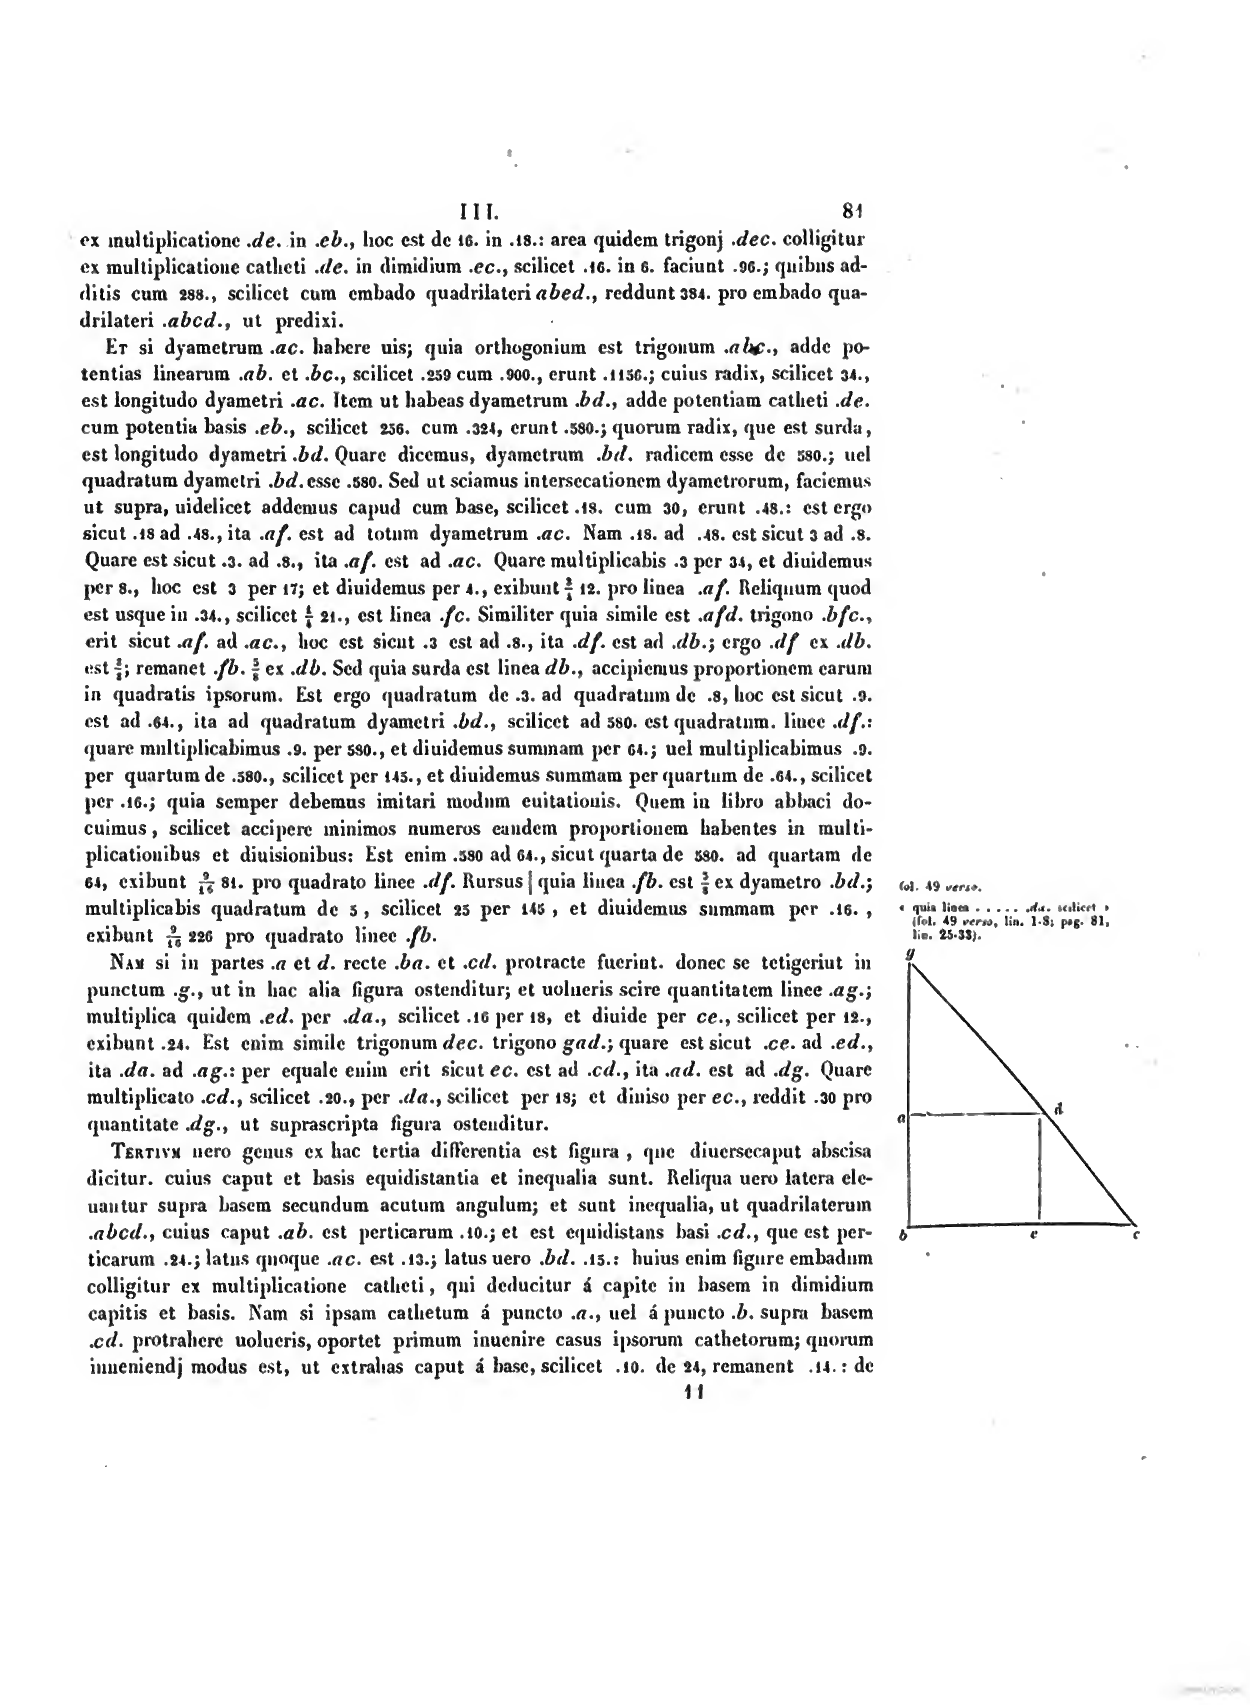 III. 81
ex multiplicatione .de. in .eb., hoc est de 16. in .18.: area quidem trigonj .dec. colligitur
ex multiplicatione catheti .de. in dimidium .ec., scilicet .16. in 6. faciunt .96.; quibus ad-
ditis cum 288., scilicet cum embado quadrilateri abed., reddunt 384. pro embado qua-
drilateri .abcd., ut predixi.
ET si dyametrum .ac. habere uis; quia orthogonium est trigonum .abc., adde po-
tentias linearum .ab. et .bc., scilicet .259 cum .900., erunt .1156.; cuius radix, scilicet 34.,
est longitudo dyametri .ac. Item ut habeas dyametrum .bd., adde potentiam catheti .de.
cum potentia basis .eb., scilicet 256. cum .324, erunt .580.; quorum radix, que est surda,
est longitudo dyametri .bd. Quare dicemus, dyametrum .bd. radicem esse de 580.; uel
quadratum dyametri .bd. esse .580. Sed ut sciamus intersecationem dyametrorum, faciemus
ut supra, uidelicet addemus capud cum base, scilicet .18. cum 30, erunt .48.: est ergo
sicut .18 ad .48., ita .af. est ad totum dyametrum .ac. Nam .18. ad .48. est sicut 3 ad .8.
Quare est sicut .3. ad .8., ita .af. est ad .ac. Quare multiplicabis .3 per 34, et diuidemus
per 8., hoc est 3 per 17; et diuidemus per 4., exibunt 3/4 12. pro linea .af. Reliquum quod
est usque in .34., scilicet 1/4 21., est linea .fc. Similiter quia simile est .afd. trigono .bfc.,
erit sicut .af. ad .ac., hoc est sicut .3 est ad .8., ita .df. est ad .db.; ergo .df ex .db.
est 3/8; remanet .fb. 5/8 ex .db. Sed quia surda est linea db., accipiemus proportionem earum
in quadratis ipsorum. Est ergo quadratum de .3. ad quadratum de .8, hoc est sicut .9.
est ad .64., ita ad quadratum dyametri .bd., scilicet ad 580. est quadratum. linee .df.:
quare multiplicabimus .9. per 580., et diuidemus summam per 64.; uel multiplicabimus .9.
per quartum de .580., scilicet per 145., et diuidemus summam per quartum de .64., scilicet
per .16.; quia semper debemus imitari modum euitationis. Quem in libro abbaci do-
cuimus, scilicet accipere minimos numeros eandem proportionem habentes in multi-
plicationibus et diuisionibus: Est enim .580 ad 64., sicut quarta de 580. ad quartam de
64, exibunt 9/16 81. pro quadrato linee .df. Rursus | quia linea .fb. est 5/8 ex dyametro .bd.;
multiplicabis quadratum de 5, scilicet 25 per 145, et diuidemus summam per .16.,
exibunt 9/16 226 pro quadrato linee .fb.
NAM si in partes .a et d. recte .ba. et .cd. protracte fuerint. donec se tetigerint in
punctum .g., ut in hac alia figura ostenditur; et uolueris scire quantitatem linee .ag.;
multiplica quidem .ed. per .da., scilicet .16 per 18, et diuide per ce., scilicet per 12.,
exibunt .24. Est enim simile trigonum dec. trigono gad.; quare est sicut .ce. ad .ed.,
ita .da. ad .ag.: per equale enim erit sicut ec. est ad .cd., ita .ad. est ad .dg. Quare
multiplicato .cd., scilicet .20., per .da., scilicet per 18; et diuiso per ec., reddit .30 pro
quantitate .dg., ut suprascripta figura ostenditur.
TERTIVM uero genus ex hac tertia differentia est figura, que diuersecaput abscisa
dicitur. cuius caput et basis equidistantia et inequalia sunt. Reliqua uero latera ele-
uantur supra basem secundum acutum angulum; et sunt inequalia, ut quadrilaterum
.abcd., cuius caput .ab. est perticarum .10.; et est equidistans basi .cd., que est per-
ticarum .24.; latus quoque .ac. est .13.; latus uero .bd. .15.: huius enim figure embadum
colligitur ex multiplicatione catheti, qui deducitur á capite in basem in dimidium
capitis et basis. Nam si ipsam cathetum á puncto .a., uel á puncto .b. supra basem
.cd. protrahere uolueris, oportet primum inuenire casus ipsorum cathetorum; quorum
inueniendj modus est, ut extrahas caput á base, scilicet .10. de 24, remanent .14.: de
11
fol. 49 verso.
« quia linea . . . . . .da. scilicet »
(fol. 49 verso, lin. 1-8; pag. 81,
lin. 25-33).
g
a d
b e c